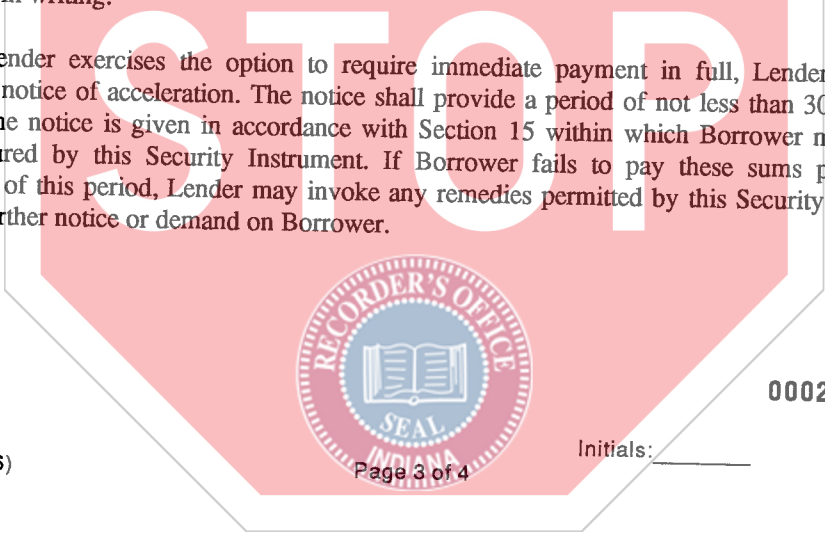 in writing.
STOP
ender exercises the option to require immediate payment in full, Lender
notice of acceleration. The notice shall provide a period of not less than 30
e notice is given in accordance with Section 15 within which Borrower m
ured by this Security Instrument. If Borrower fails to pay these sums p
of this period, Lender may invoke any remedies permitted by this Security
rther notice or demand on Borrower.
RECORDER'S OFFICE
SEAL
INDIANA
0002
Initials:
Page 3 of 4